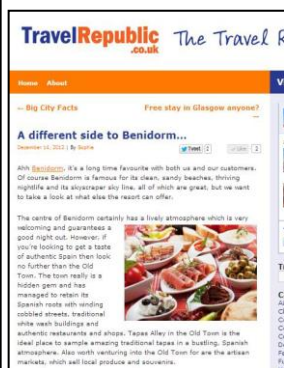 TravelRepublic
.co.uk
The Travel R
Home About
V
← Big City Facts
Free stay in Glasgow anyone?
→
A different side to Benidorm...
December 14, 2012 | By Sophie
Tweet 2
Like 2
Ahh Benidorm, it's a long time favourite with both us and our customers.
Of course Benidorm is famous for its clean, sandy beaches, thriving
nightlife and its skyscraper sky line, all of which are great, but we want
to take a look at what else the resort can offer.
The centre of Benidorm certainly has a lively atmosphere which is very
welcoming and guarantees a
good night out. However, if
you're looking to get a taste
of authentic Spain then look
no further than the Old
Town. The town really is a
hidden gem and has
managed to retain its
Spanish roots with winding
cobbled streets, traditional
white wash buildings and
authentic restaurants and shops. Tapas Alley in the Old Town is the
ideal place to sample amazing traditional tapas in a bustling, Spanish
atmosphere. Also worth venturing into the Old Town for are the artisan
markets, which sell local produce and souvenirs.